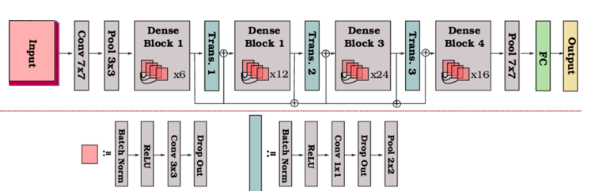 Input
Conv 7x7
Pool 3x3
Dense
Block 1
x6
Trans. 1
Dense
Block 1
x12
Trans. 2
Dense
Block 3
x24
Trans. 3
Dense
Block 4
x16
Pool 7x7
FC
Output
:=
Batch Norm
ReLU
Conv 3x3
Drop Out
:=
Batch Norm
ReLU
Conv 1x1
Drop Out
Pool 2x2